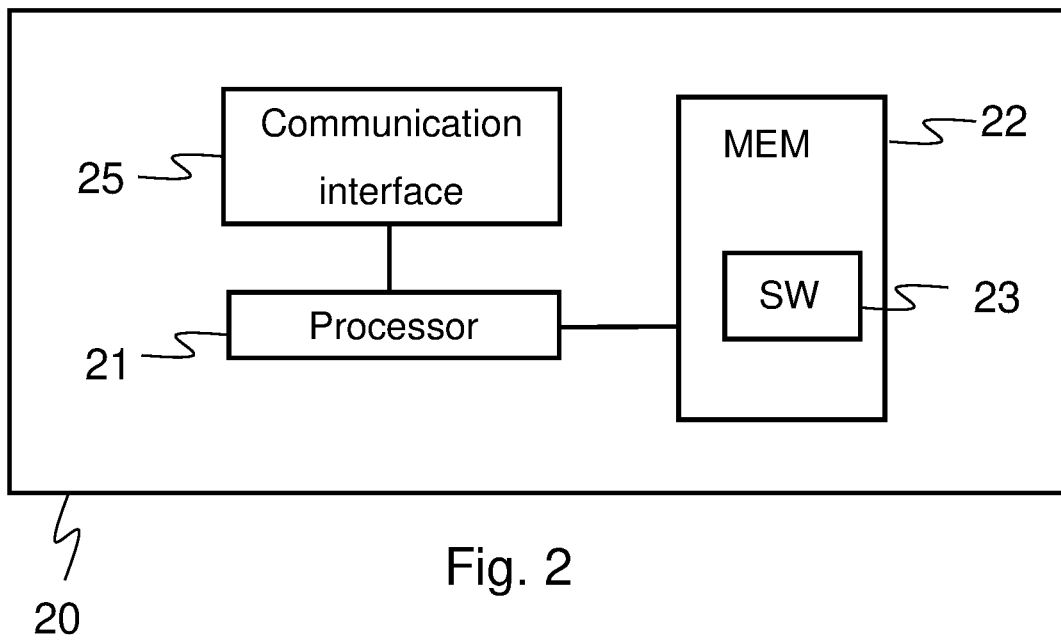 Communication
interface
25
MEM
22
SW
23
Processor
21
Fig. 2
20